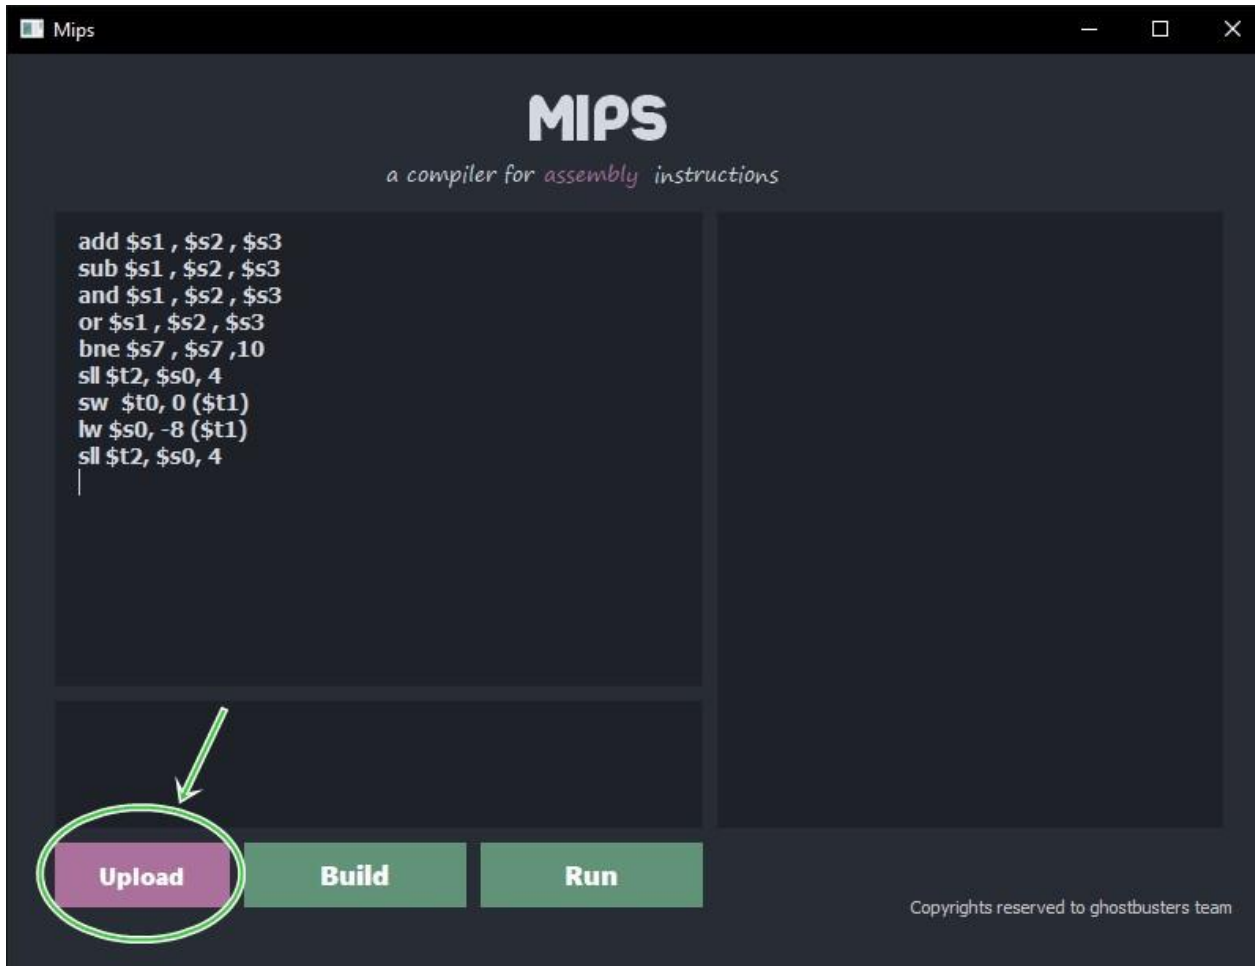 Mips
MIPS
a compiler for assembly instructions
add $s1 , $s2 , $s3
sub $s1 , $s2 , $s3
and $s1 , $s2 , $s3
or $s1 , $s2 , $s3
bne $s7 , $s7 ,10
sll $t2, $s0, 4
sw  $t0, 0 ($t1)
lw $s0, -8 ($t1)
sll $t2, $s0, 4
Upload Build Run
Copyrights reserved to ghostbusters team